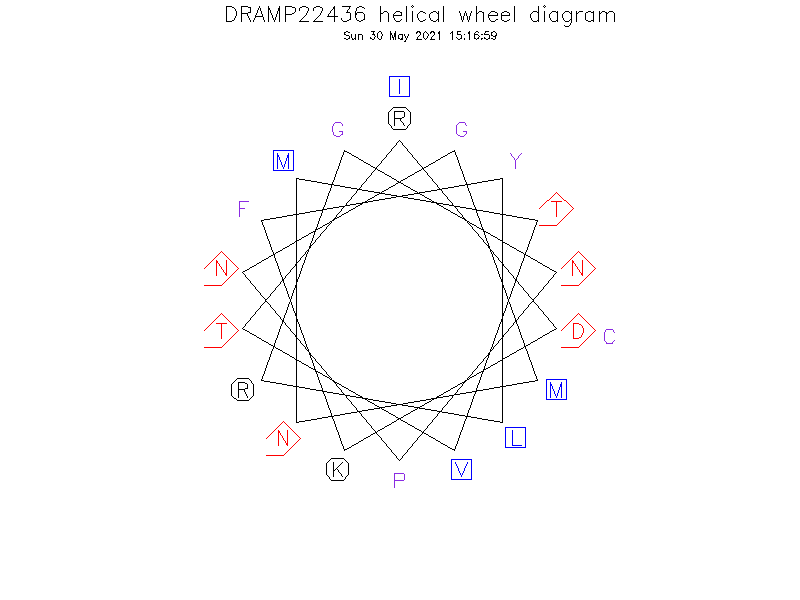 DRAMP22436 helical wheel diagram
Sun 30 May 2021 15:16:59
I
R
G G
M Y
F T
N N
T D C
R M
N L
K V
P